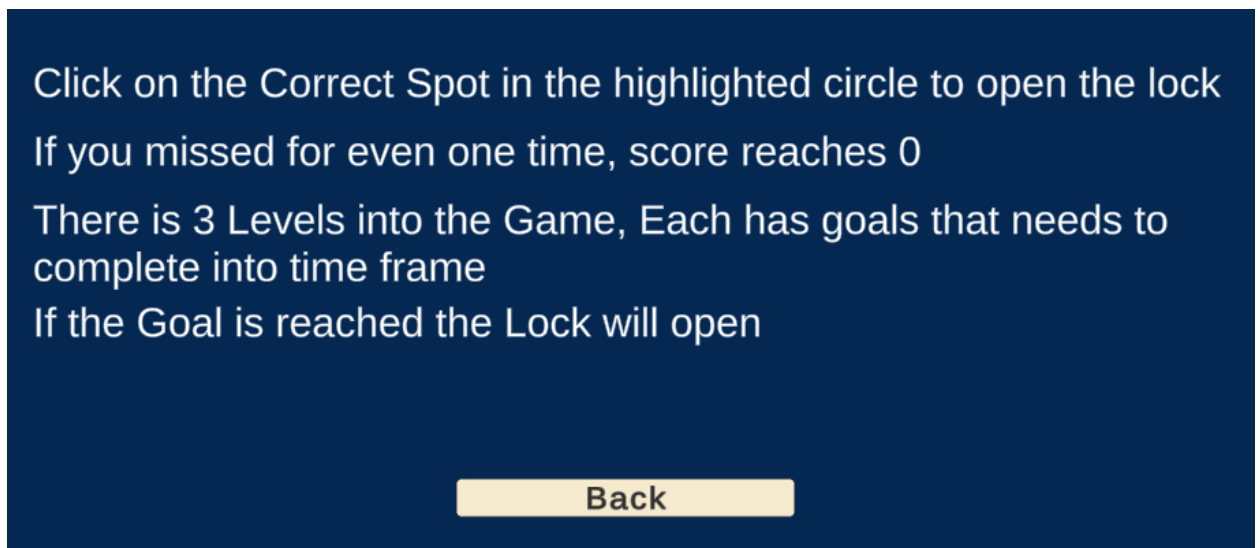 Click on the Correct Spot in the highlighted circle to open the lock
If you missed for even one time, score reaches 0
There is 3 Levels into the Game, Each has goals that needs to
complete into time frame
If the Goal is reached the Lock will open
Back